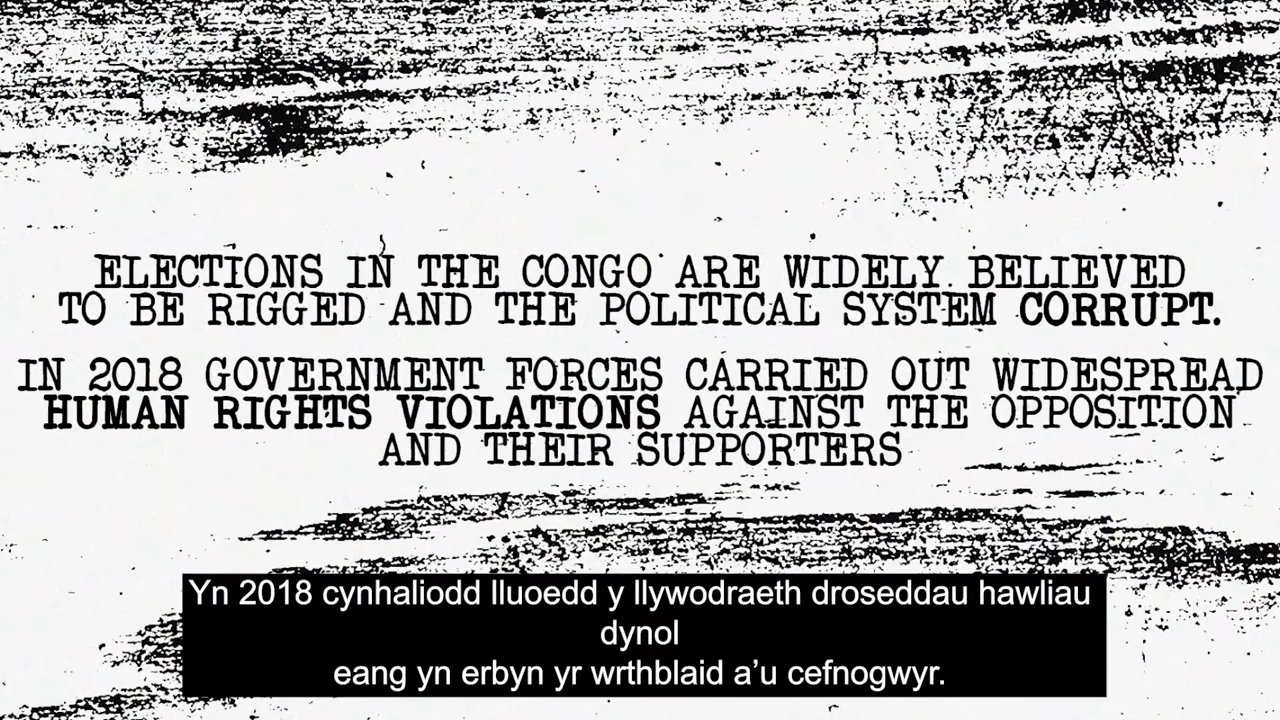 ELECTIONS IN THE CONGO ARE WIDELY BELIEVED
TO BE RIGGED AND THE POLITICAL SYSTEM CORRUPT.
IN 2018 GOVERNMENT FORCES CARRIED OUT WIDESPREAD
HUMAN RIGHTS VIOLATIONS AGAINST THE OPPOSITION
AND THEIR SUPPORTERS
Yn 2018 cynhaliodd lluoedd y llywodraeth droseddau hawliau
dynol
eang yn erbyn yr wrthblaid a’u cefnogwyr.